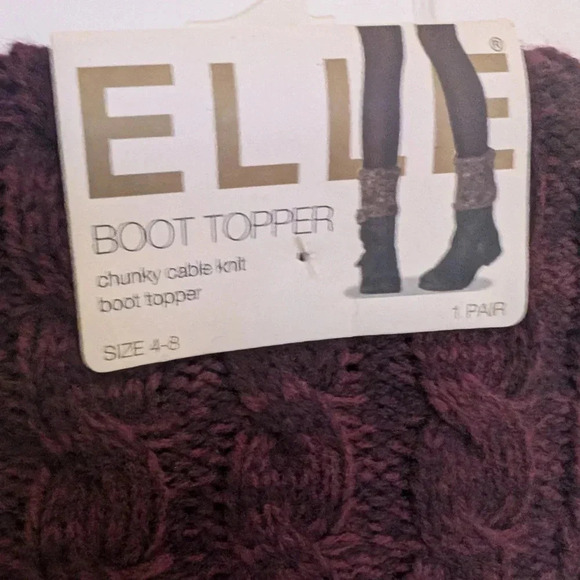 ELLE®
BOOT TOPPER
chunky cable knit
boot topper
SIZE 4-8
1 PAIR